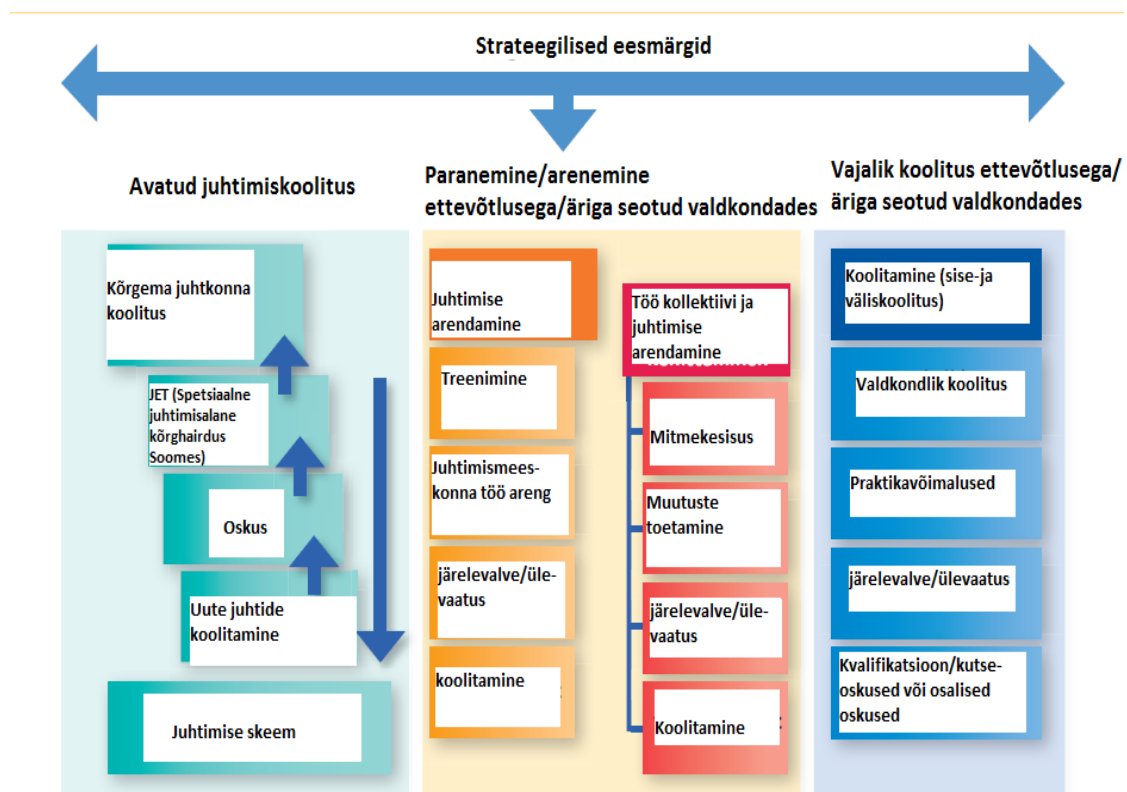 Strateegilised eesmärgid
Avatud juhtimiskoolitus
Paranemine/arenemine
ettevõtlusega/äriga seotud valdkondades
Vajalik koolitus ettevõtlusega/
äriga seotud valdkondades
Kõrgema juhtkonna
koolitus
JET (Spetsiaalne
juhtimisalane
kõrghairdus
Soomes)
Oskus
Uute juhtide
koolitamine
Juhtimise skeem
Juhtimise
arendamine
Treenimine
Juhtimismees-
konna töö areng
järelevalve/üle-
vaatus
koolitamine
Töö kollektiivi ja
juhtimise
arendamine
Mitmekesisus
Muutuste
toetamine
järelevalve/üle-
vaatus
Koolitamine
Koolitamine (sise-ja
väliskoolitus)
Valdkondlik koolitus
Praktikavõimalused
järelevalve/ülevaatus
Kvalifikatsioon/kutse-
oskused või osalised
oskused